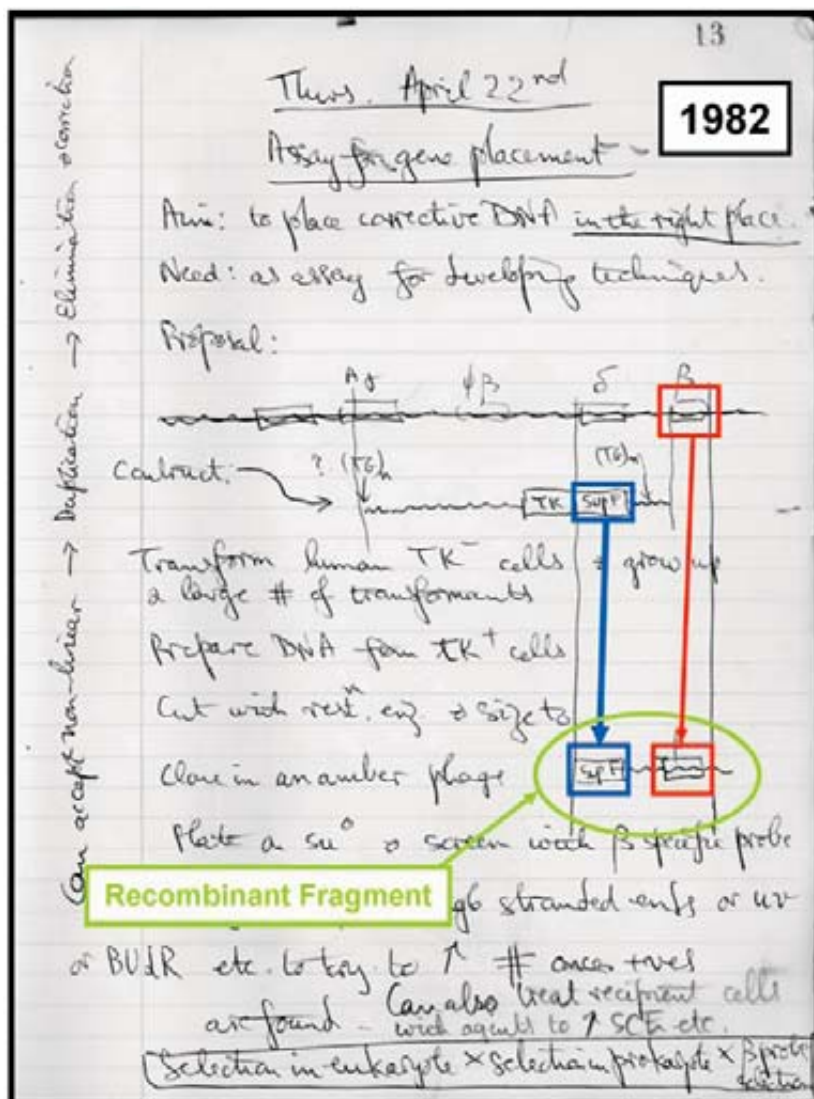 13
Thurs. April 22nd
1982
Assay for gene placement -
Aim: to place corrective DNA in the right place.
Need: as assay for developing techniques.
Proposal:
Aγ ψβ δ β
? (TG)n (TG)n
Construct:
TK SupF
Transform human TK- cells & grow up
a large # of transformants
Prepare DNA from TK+ cells
Cut with restn. enz. & size to
Clone in an amber phage
SupF
Plate on su° & screen with β specific probe
Recombinant Fragment
stranded ends or uv
or BUdR etc. to try to ↑ # once +ves
are found - Can also treat recipient cells
with agents to ↑ SCE etc.
Selection in eukaryote × selection in prokaryote × β probe
selection
Can accept non-linear → Duplication → Elimination & correction